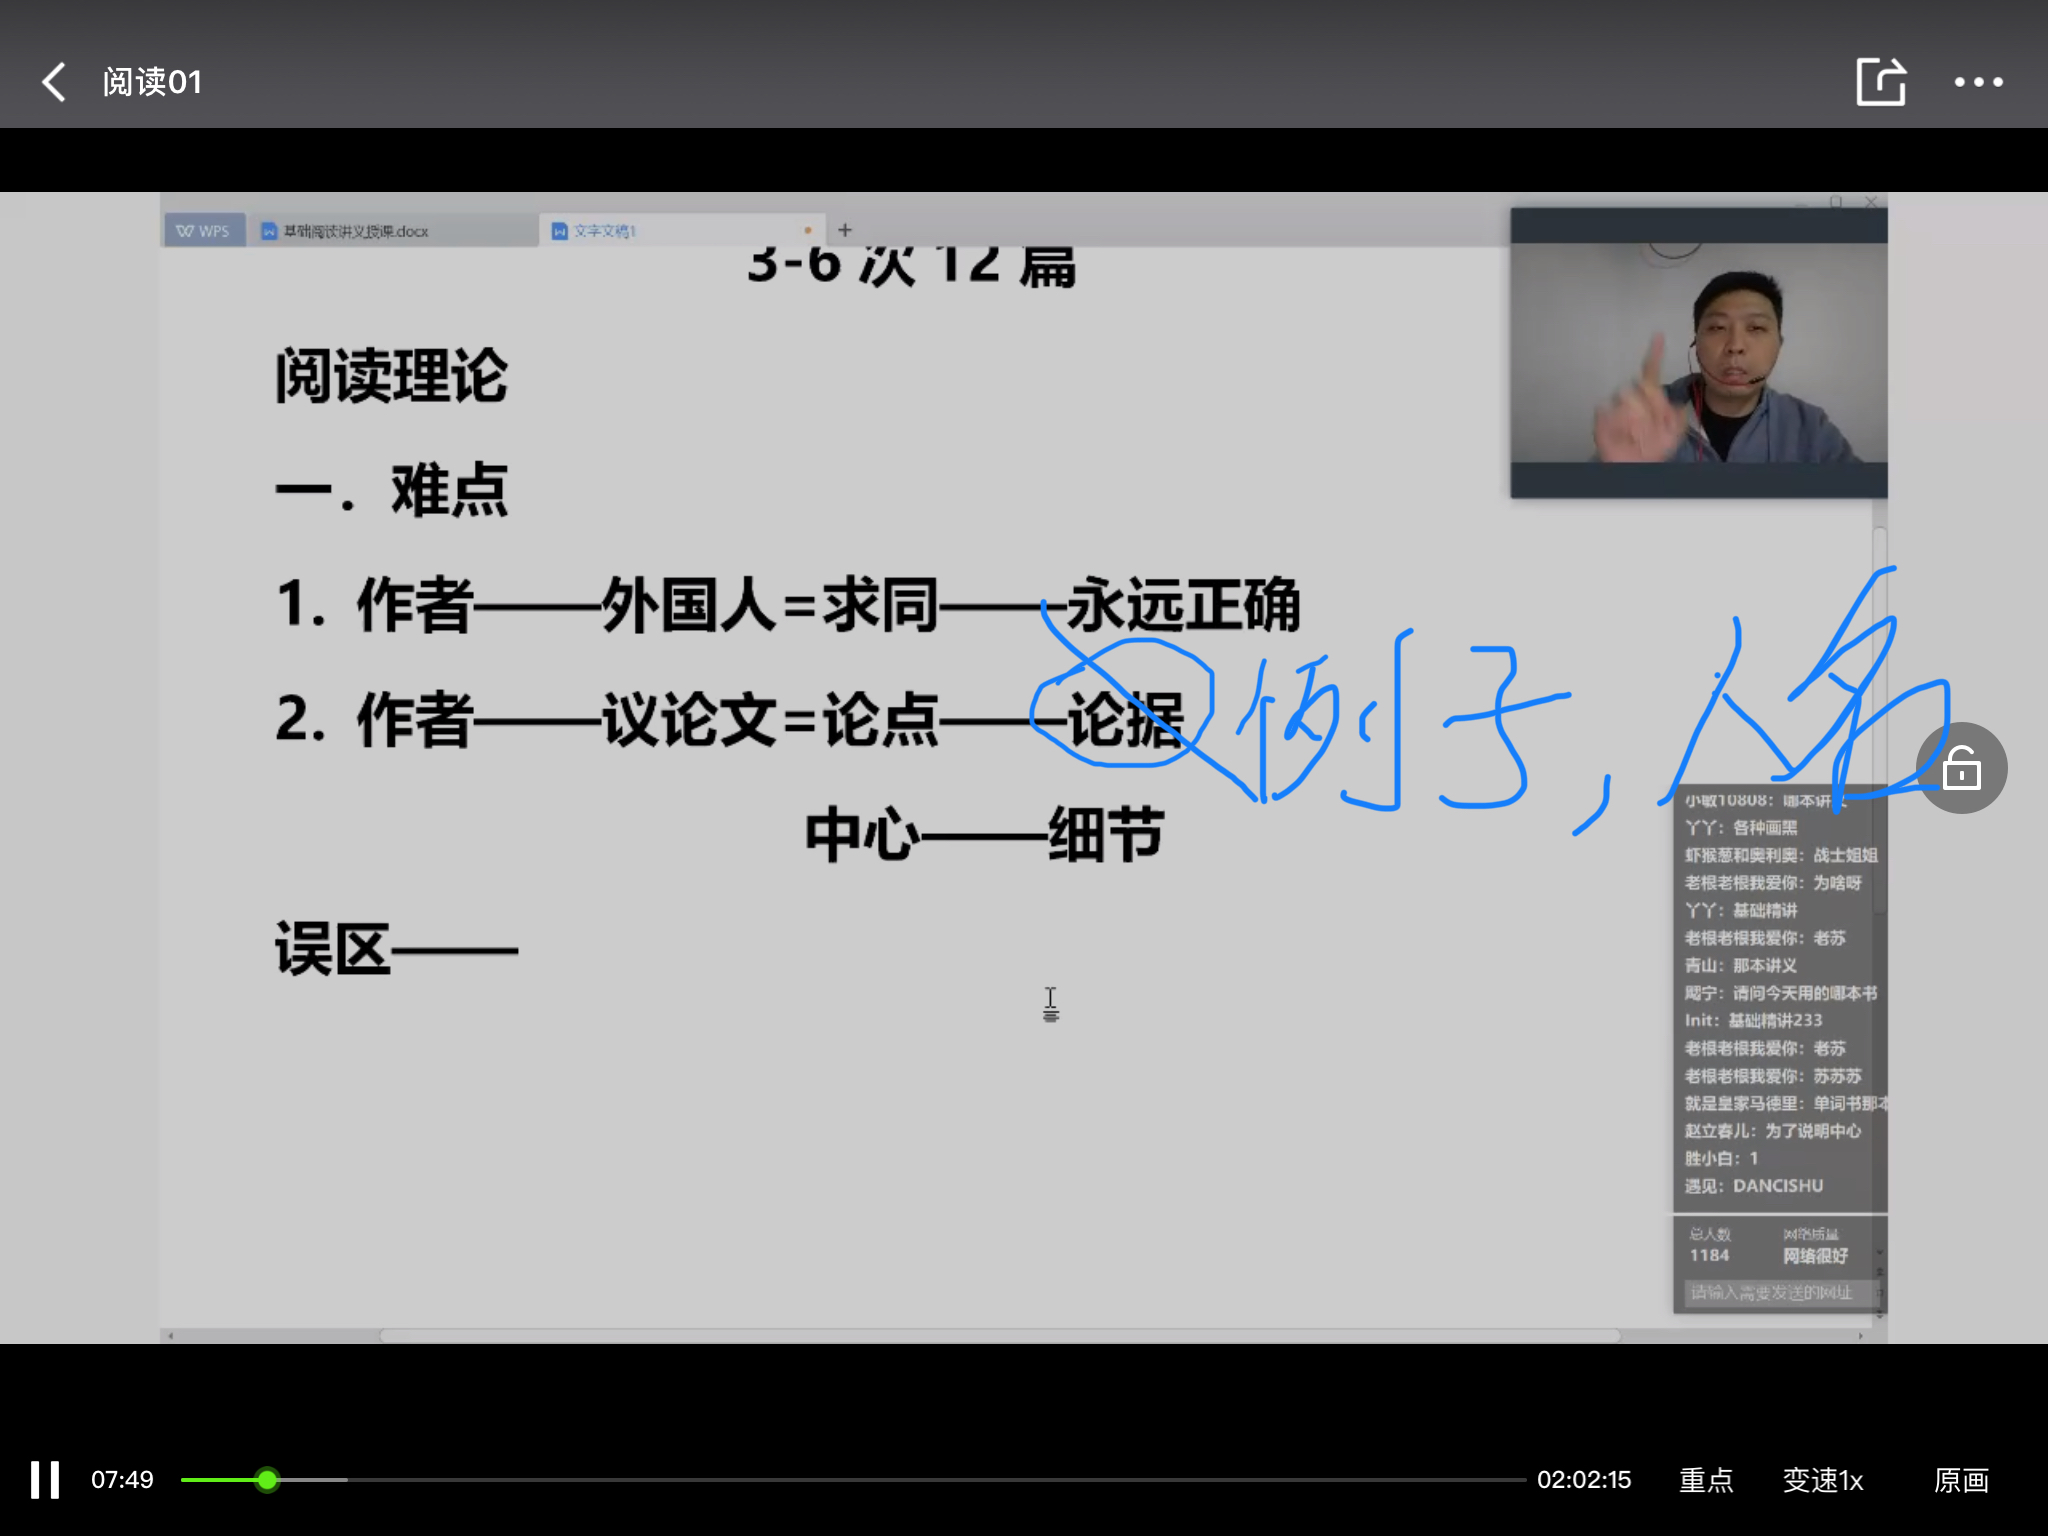 阅读01
WPS
基础阅读讲义授课.docx
文字文稿1
3-6 次 12 篇
阅读理论
一. 难点
1. 作者——外国人=求同——永远正确
2. 作者——议论文=论点——论据
例子，人名
中心——细节
误区——
小敏10808：哪本讲义
丫丫：各种画黑
虾猴葱和奥利奥：战士姐姐
老根老根我爱你：为啥呀
丫丫：基础精讲
老根老根我爱你：老苏
青山：那本讲义
飚宁：请问今天用的哪本书
Init：基础精讲233
老根老根我爱你：老苏
老根老根我爱你：苏苏苏
就是皇家马德里：单词书那本
赵立春儿：为了说明中心
胜小白：1
遇见：DANCISHU
总人数 网络质量
1184 网络很好
请输入需要发送的网址
07:49
02:02:15
重点
变速1x
原画